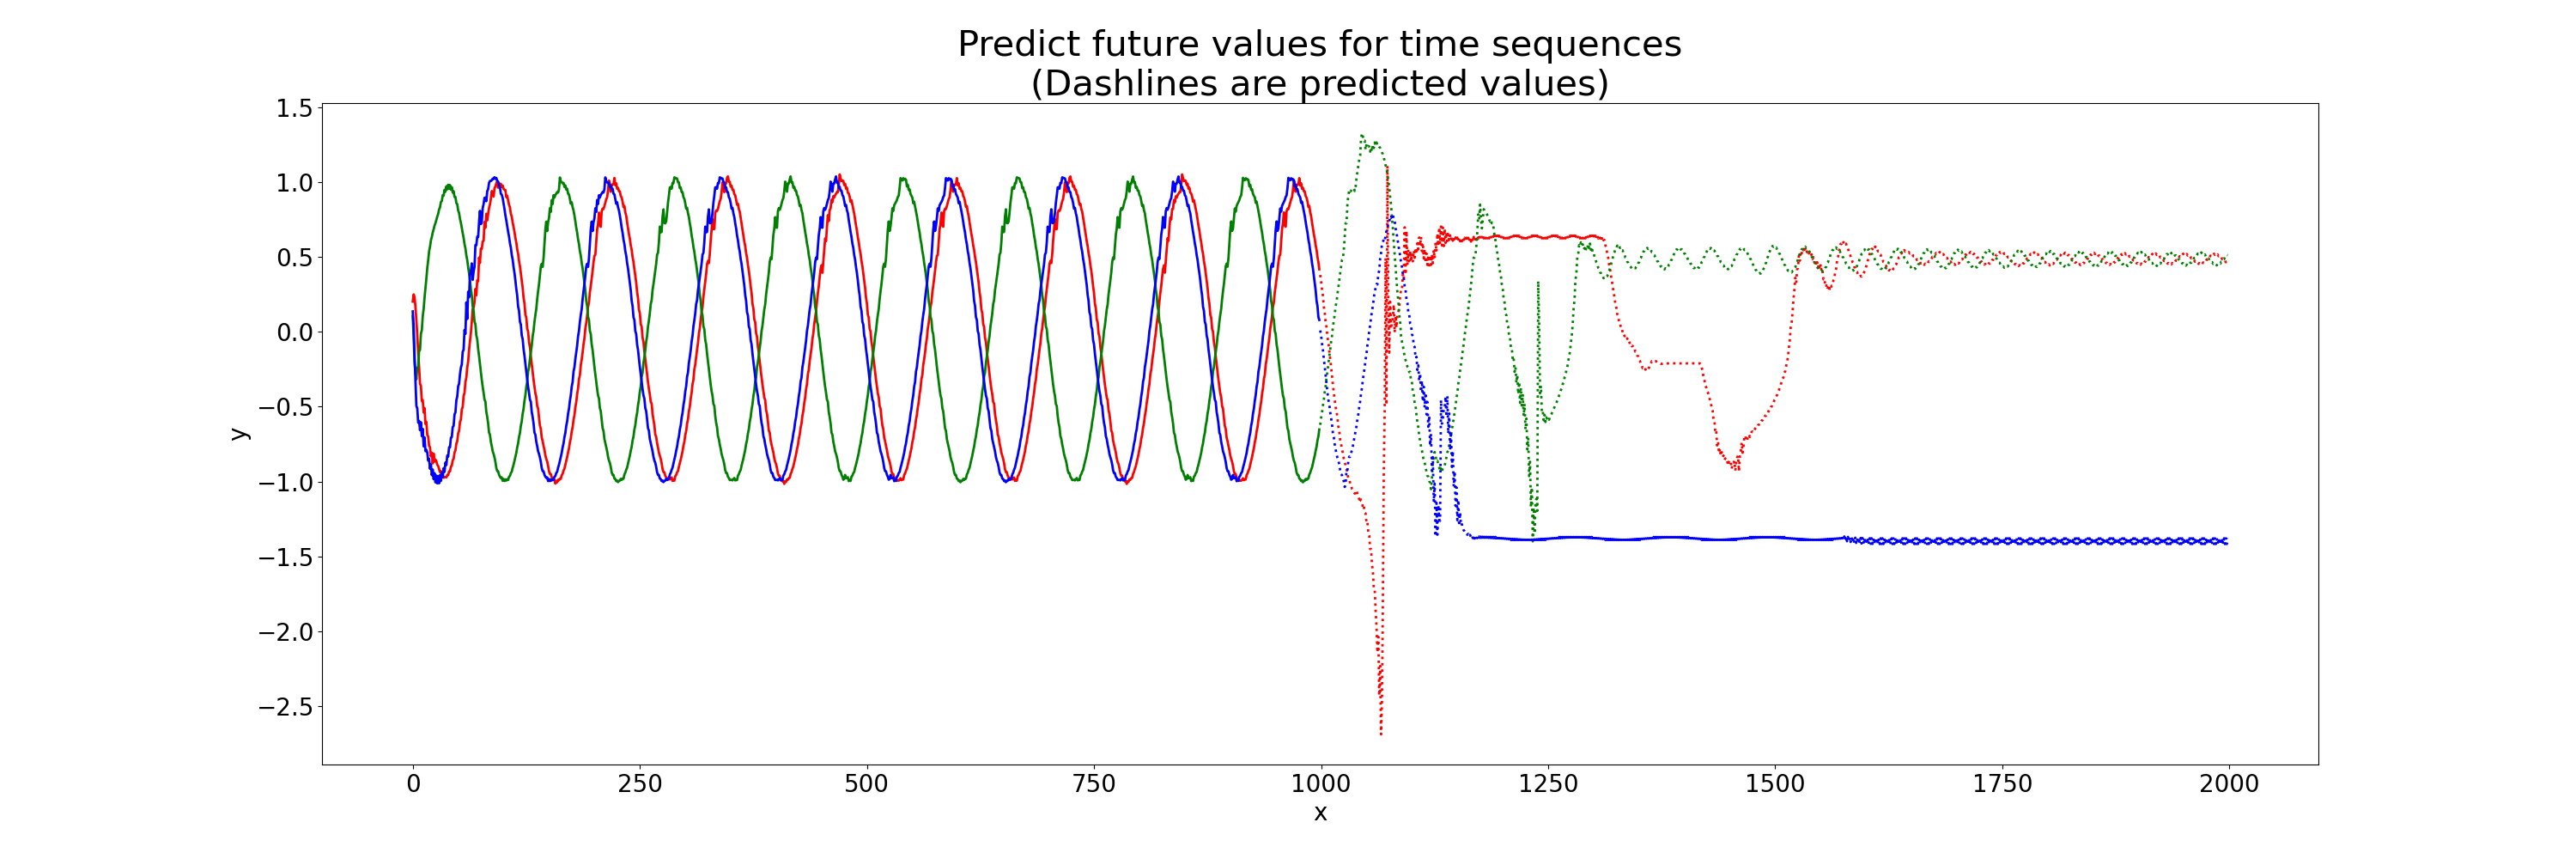 Predict future values for time sequences
(Dashlines are predicted values)
1.5
1.0
0.5
0.0
−0.5
−1.0
−1.5
−2.0
−2.5
y
0 250 500 750 1000 1250 1500 1750 2000
x